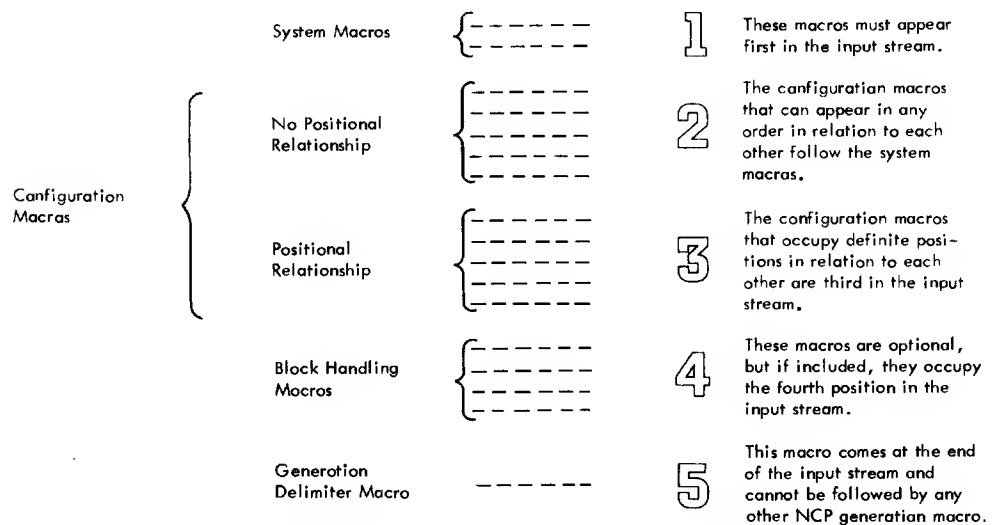 System Macros
1
These macros must appear
first in the input stream.
No Positional
Relationship
2
The canfiguratian macros
that can appear in any
order in relation to each
other follow the system
macras.
Canfiguration
Macras
Positional
Relationship
3
The configuration macros
that occupy definite posi-
tions in relation to each
other are third in the input
stream.
Block Handling
Mocros
4
These macros are optional,
but if included, they occupy
the fourth position in the
input stream.
Generotion
Delimiter Macro
5
This macro comes at the end
of the input stream and
cannot be followed by any
other NCP generation macro.